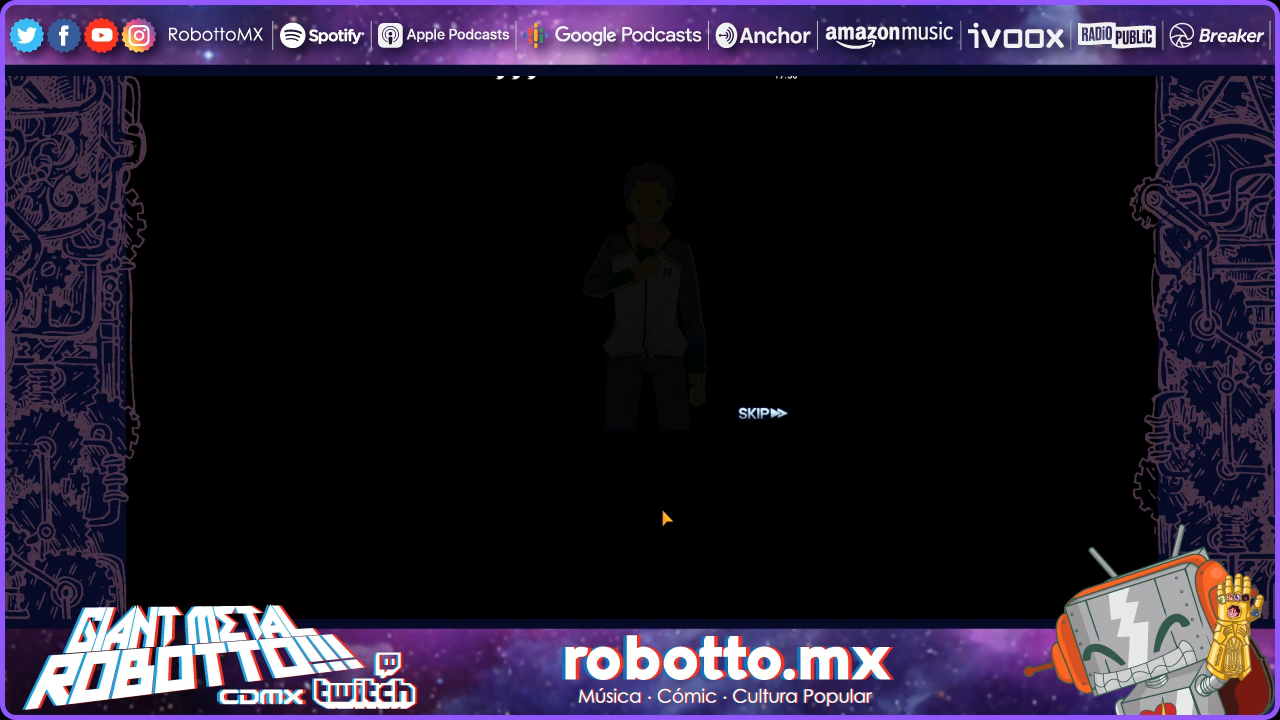 RobottoMX
Spotify
Apple Podcasts
Google Podcasts
Anchor
amazon music
ivoox
RADIO PUBLIC
Breaker
SKIP
GIANT METAL
ROBOTTO!!!
CDMX twitch
robotto.mx
Música · Cómic · Cultura Popular